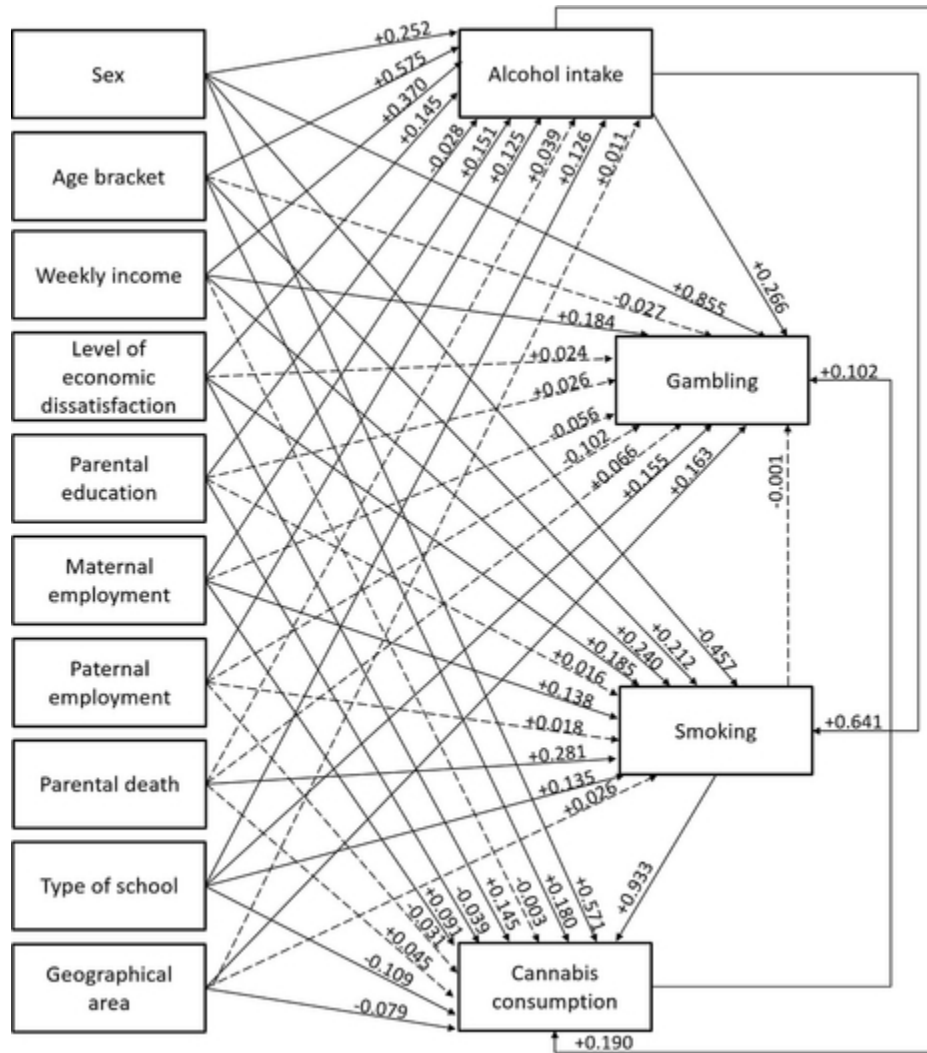 Sex
Age bracket
Weekly income
Level of
economic
dissatisfaction
Parental
education
Maternal
employment
Paternal
employment
Parental death
Type of school
Geographical
area
Alcohol intake
Gambling
Smoking
Cannabis
consumption
+0.252
+0.575
+0.370
+0.145
-0.028
+0.151
+0.125
+0.039
+0.126
+0.011
+0.266
+0.855
-0.027
+0.184
+0.024
+0.026
-0.056
-0.102
+0.066
+0.155
+0.163
+0.102
-0.001
-0.457
+0.212
+0.240
+0.185
+0.016
+0.138
+0.018
+0.281
+0.135
+0.026
+0.641
+0.933
+0.571
+0.180
-0.003
+0.145
-0.039
+0.091
-0.031
+0.045
-0.109
-0.079
+0.190